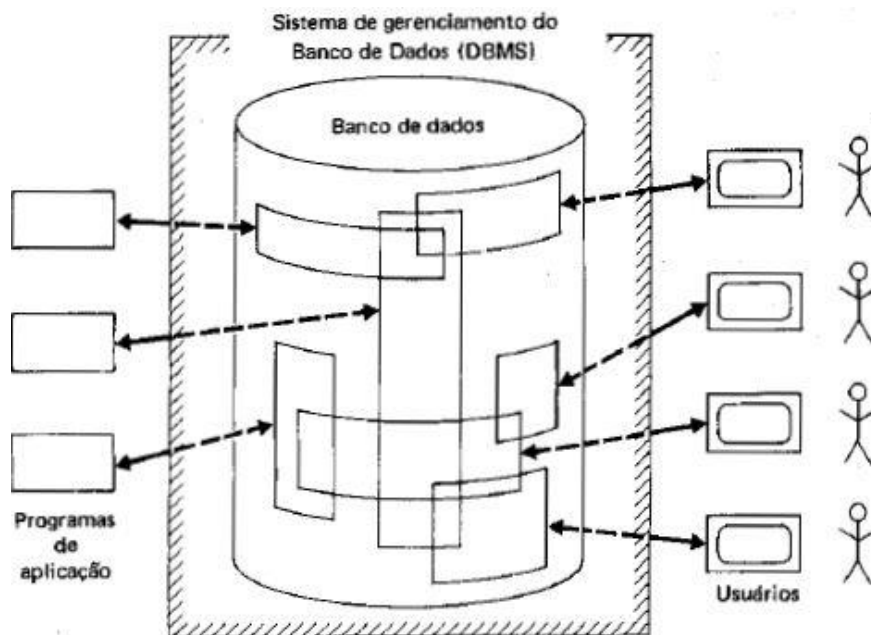 Sistema de gerenciamento do
Banco de Dados (DBMS)
Banco de dados
Programas
de
aplicação
Usuários